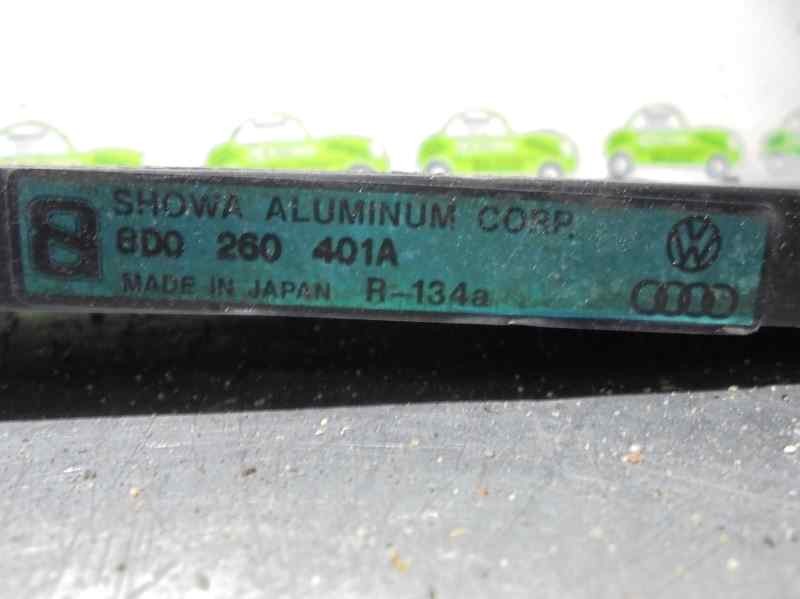 SHOWA ALUMINUM CORP.
8D0 260 401A
MADE IN JAPAN R-134a